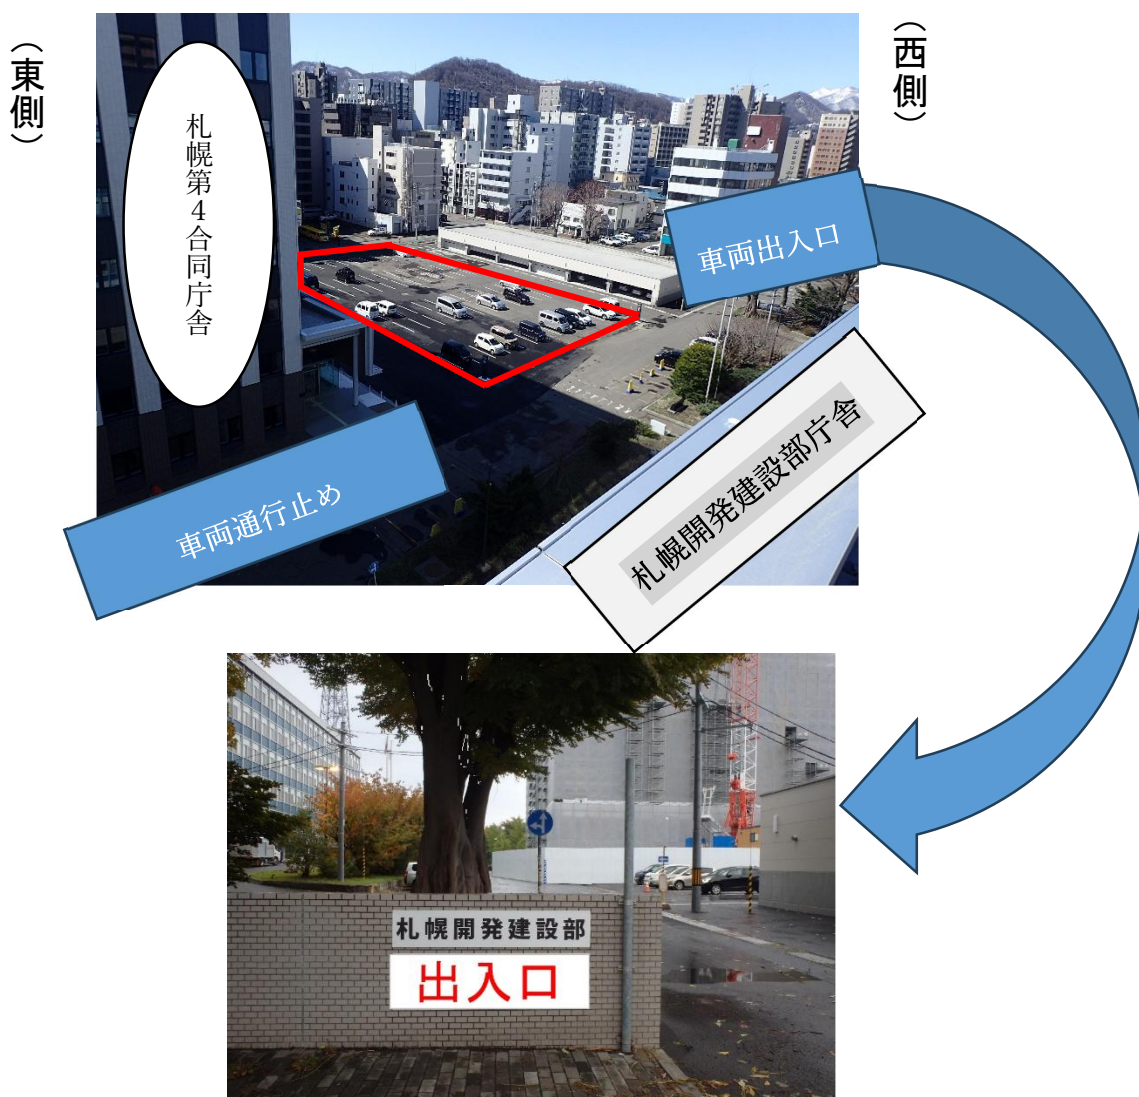 （東側）
（西側）
札幌第４合同庁舎
車両出入口
車両通行止め
札幌開発建設部庁舎
札幌開発建設部
出入口